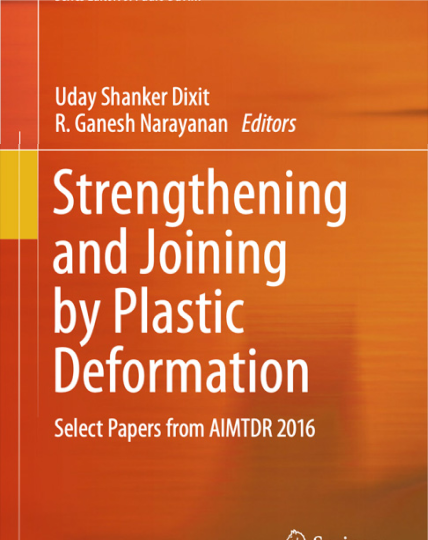 Uday Shanker Dixit
R. Ganesh Narayanan Editors
Strengthening
and Joining
by Plastic
Deformation
Select Papers from AIMTDR 2016